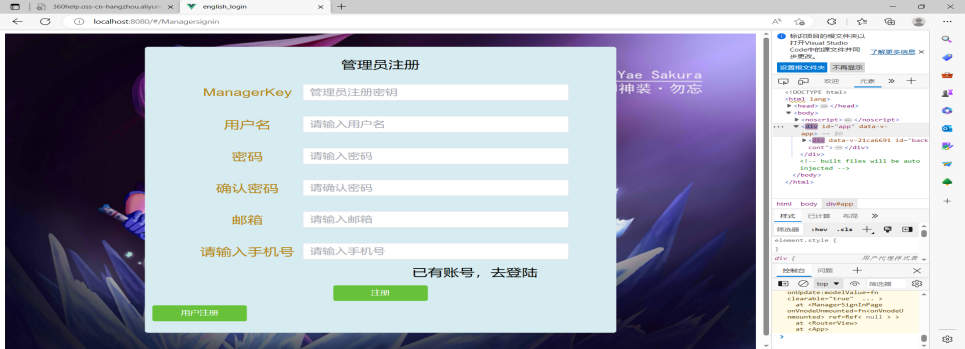 360help.oss-cn-hangzhou.aliyun
english_login
localhost:8080/#/Managersignin
管理员注册
Yae Sakura
神装·勿忘
ManagerKey 管理员注册密钥
用户名 请输入用户名
密码 请输入密码
确认密码 请确认密码
邮箱 请输入邮箱
请输入手机号 请输入手机号
已有账号，去登陆
注册
用户注册
标识项目的根文件夹以
打开Visual Studio
Code中的源文件并同
步更改。
了解更多信息
设置根文件夹 不再显示
欢迎 元素
<!DOCTYPE html>
<html lang>
<head> </head>
<body>
<noscript> </noscript>
<div id="app" data-v-
app> == $0
<div data-v-21ca6691 id="back
cont"> </div>
</div>
<!-- built files will be auto
injected -->
</body>
</html>
html body div#app
样式 已计算 布局
筛选器 :hov .cls
element.style {
}
div { 用户代理样式表
控制台 问题
top 筛选器
onUpdate:modelValue=fn
clearable="true" ... >
at <ManagerSignInPage
onVnodeUnmounted=fn<onVnodeU
nmounted> ref=Ref< null > >
at <RouterView>
at <App>